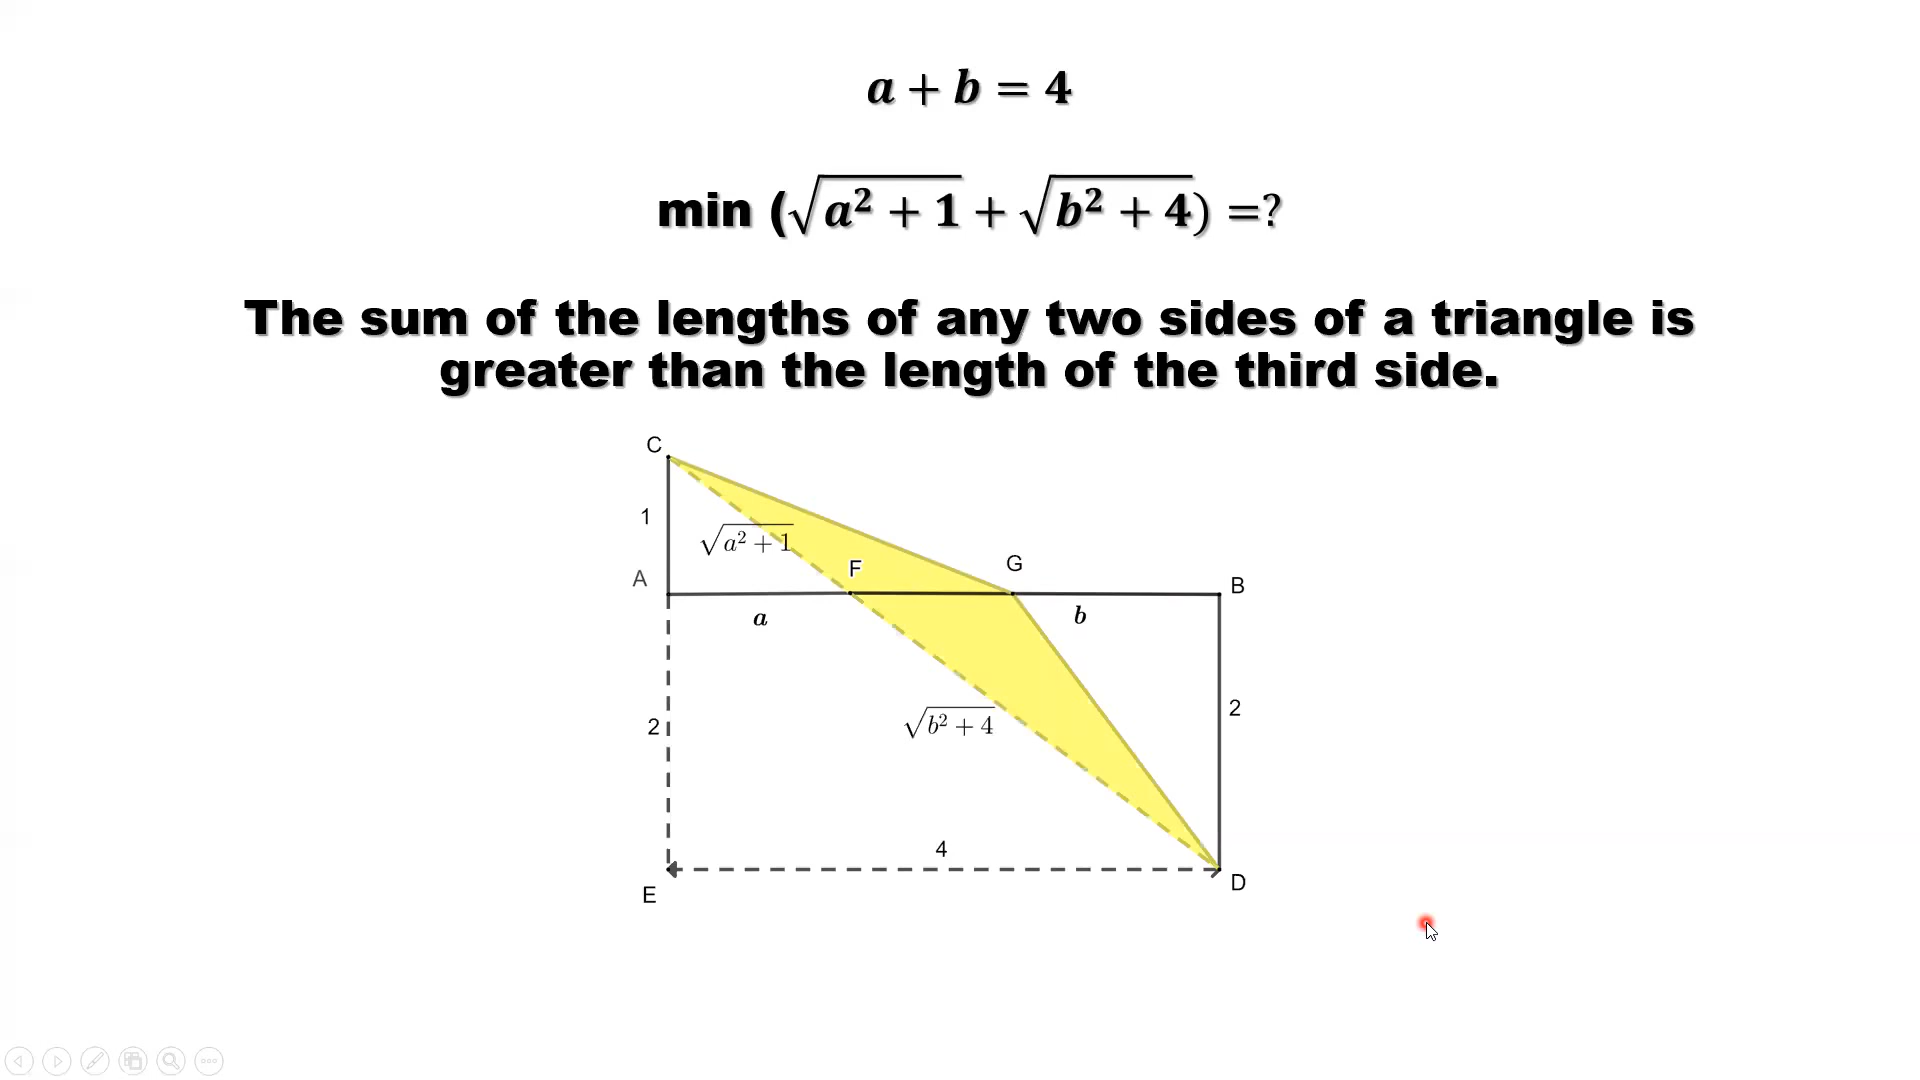 a + b = 4
min (√(a² + 1) + √(b² + 4)) =?
The sum of the lengths of any two sides of a triangle is
greater than the length of the third side.
C
1
√(a² + 1)
A
F
G
B
a
b
2
√(b² + 4)
2
4
E
D